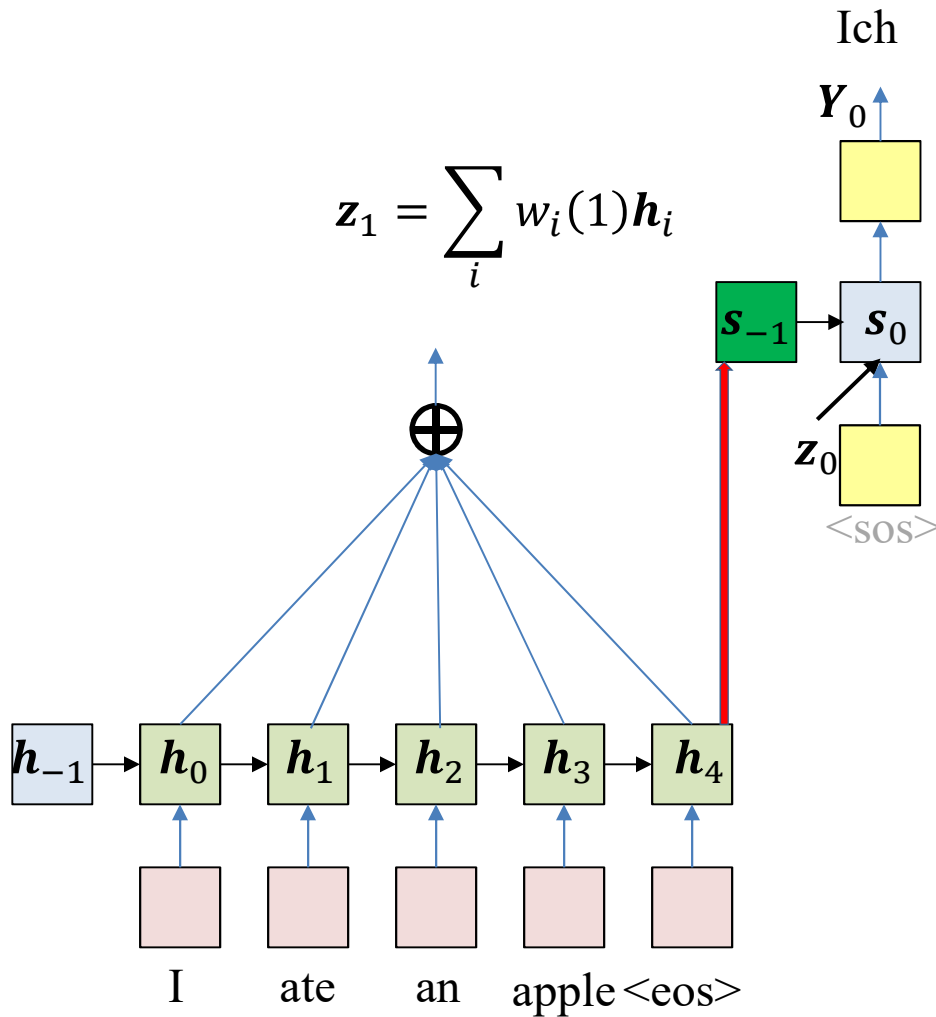 Ich
Y₀
z₁ = ∑ᵢ wᵢ(1)hᵢ
s₋₁ s₀
z₀
<sos>
h₋₁ h₀ h₁ h₂ h₃ h₄
I ate an apple <eos>